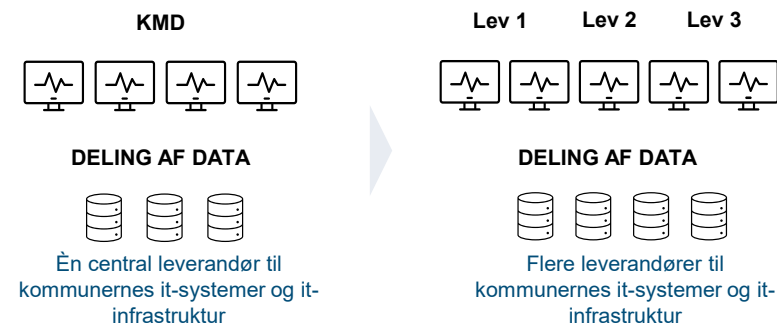 KMD
DELING AF DATA
Èn central leverandør til
kommunernes it-systemer og it-
infrastruktur
Lev 1 Lev 2 Lev 3
DELING AF DATA
Flere leverandører til
kommunernes it-systemer og it-
infrastruktur